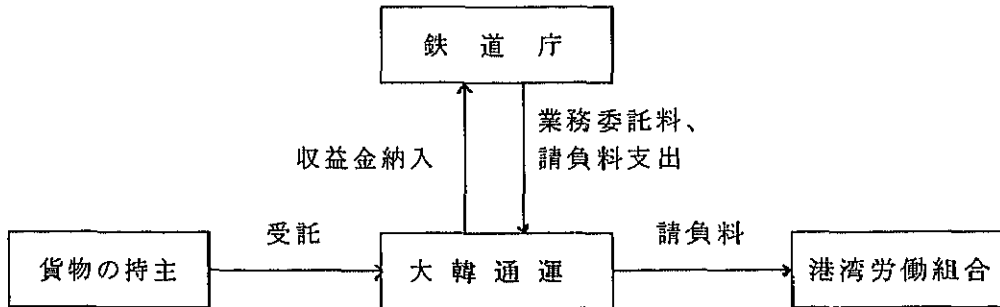 鉄道庁
業務委託料、
請負料支出
収益金納入
受託
請負料
貨物の持主
大韓通運
港湾労働組合